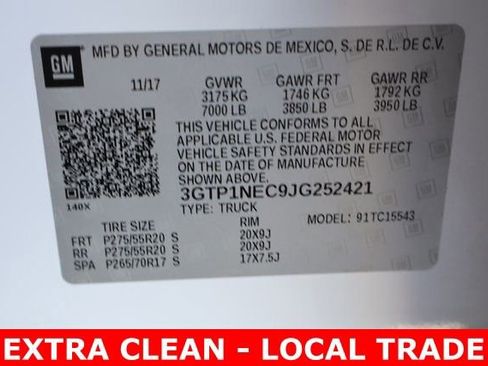 GM
MFD BY GENERAL MOTORS DE MEXICO, S. DE R.L. DE C.V.
11/17 GVWR GAWR FRT GAWR RR
3175 KG 1746 KG 1792 KG
7000 LB 3850 LB 3950 LB
THIS VEHICLE CONFORMS TO ALL
APPLICABLE U.S. FEDERAL MOTOR
VEHICLE SAFETY STANDARDS IN
EFFECT ON THE DATE OF MANUFACTURE
SHOWN ABOVE.
3GTP1NEC9JG252421
140X TYPE: TRUCK
MODEL: 91TC15543
TIRE SIZE RIM
FRT P275/55R20 S 20X9J
RR P275/55R20 S 20X9J
SPA P265/70R17 S 17X7.5J
EXTRA CLEAN - LOCAL TRADE